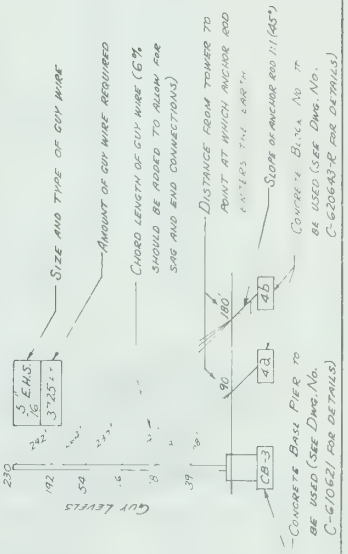 SIZE AND TYPE OF GUY WIRE
AMOUNT OF GUY WIRE REQUIRED
CHORD LENGTH OF GUY WIRE (6%
SHOULD BE ADDED TO ALLOW FOR
SAG AND END CONNECTIONS)
DISTANCE FROM TOWER TO
POINT AT WHICH ANCHOR ROD
ENTERS THE EARTH
SLOPE OF ANCHOR ROD 1:1 (45°)
CONCRETE BLOCK NO
BE USED (SEE DWG. NO.
C-620643-R FOR DETAILS)
E.H.S.
230
192
39
GUY LEVELS
90
180'
4a
4b
CB-3
CONCRETE BASE PIER TO
BE USED (SEE DWG. NO.
C-610621 FOR DETAILS)